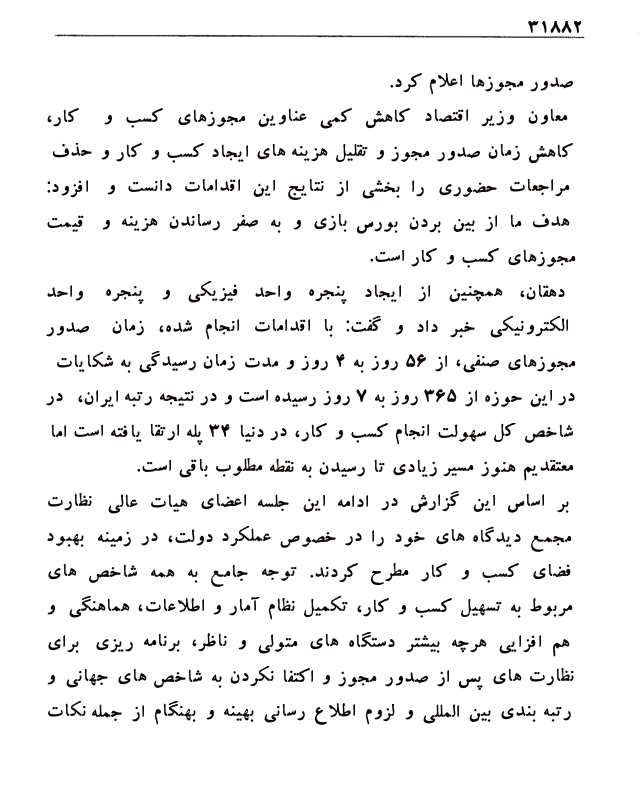 ۳۱۸۸۲
صدور مجوزها اعلام کرد.
معاون وزیر اقتصاد کاهش کمی عناوین مجوزهای کسب و کار،
کاهش زمان صدور مجوز و تقلیل هزینه های ایجاد کسب و کار و حذف
مراجعات حضوری را بخشی از نتایج این اقدامات دانست و افزود:
هدف ما از بین بردن بورس بازی و به صفر رساندن هزینه و قیمت
مجوزهای کسب و کار است.
دهقان، همچنین از ایجاد پنجره واحد فیزیکی و پنجره واحد
الکترونیکی خبر داد و گفت: با اقدامات انجام شده، زمان صدور
مجوزهای صنفی، از ۵۶ روز به ۴ روز و مدت زمان رسیدگی به شکایات
در این حوزه از ۳۶۵ روز به ۷ روز رسیده است و در نتیجه رتبه ایران، در
شاخص کل سهولت انجام کسب و کار، در دنیا ۳۴ پله ارتقا یافته است اما
معتقدیم هنوز مسیر زیادی تا رسیدن به نقطه مطلوب باقی است.
بر اساس این گزارش در ادامه این جلسه اعضای هیات عالی نظارت
مجمع دیدگاه های خود را در خصوص عملکرد دولت، در زمینه بهبود
فضای کسب و کار مطرح کردند. توجه جامع به همه شاخص های
مربوط به تسهیل کسب و کار، تکمیل نظام آمار و اطلاعات، هماهنگی و
هم افزایی هرچه بیشتر دستگاه های متولی و ناظر، برنامه ریزی برای
نظارت های پس از صدور مجوز و اکتفا نکردن به شاخص های جهانی و
رتبه بندی بین المللی و لزوم اطلاع رسانی بهینه و بهنگام از جمله نکات